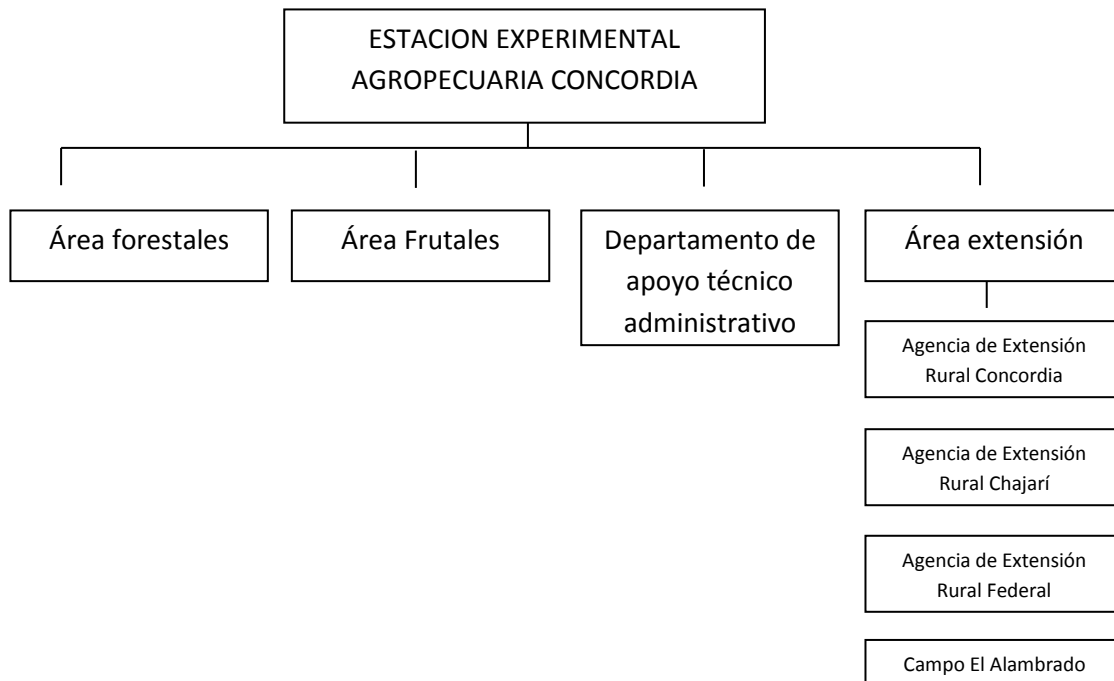 ESTACION EXPERIMENTAL
AGROPECUARIA CONCORDIA
Área forestales
Área Frutales
Departamento de
apoyo técnico
administrativo
Área extensión
Agencia de Extensión
Rural Concordia
Agencia de Extensión
Rural Chajarí
Agencia de Extensión
Rural Federal
Campo El Alambrado